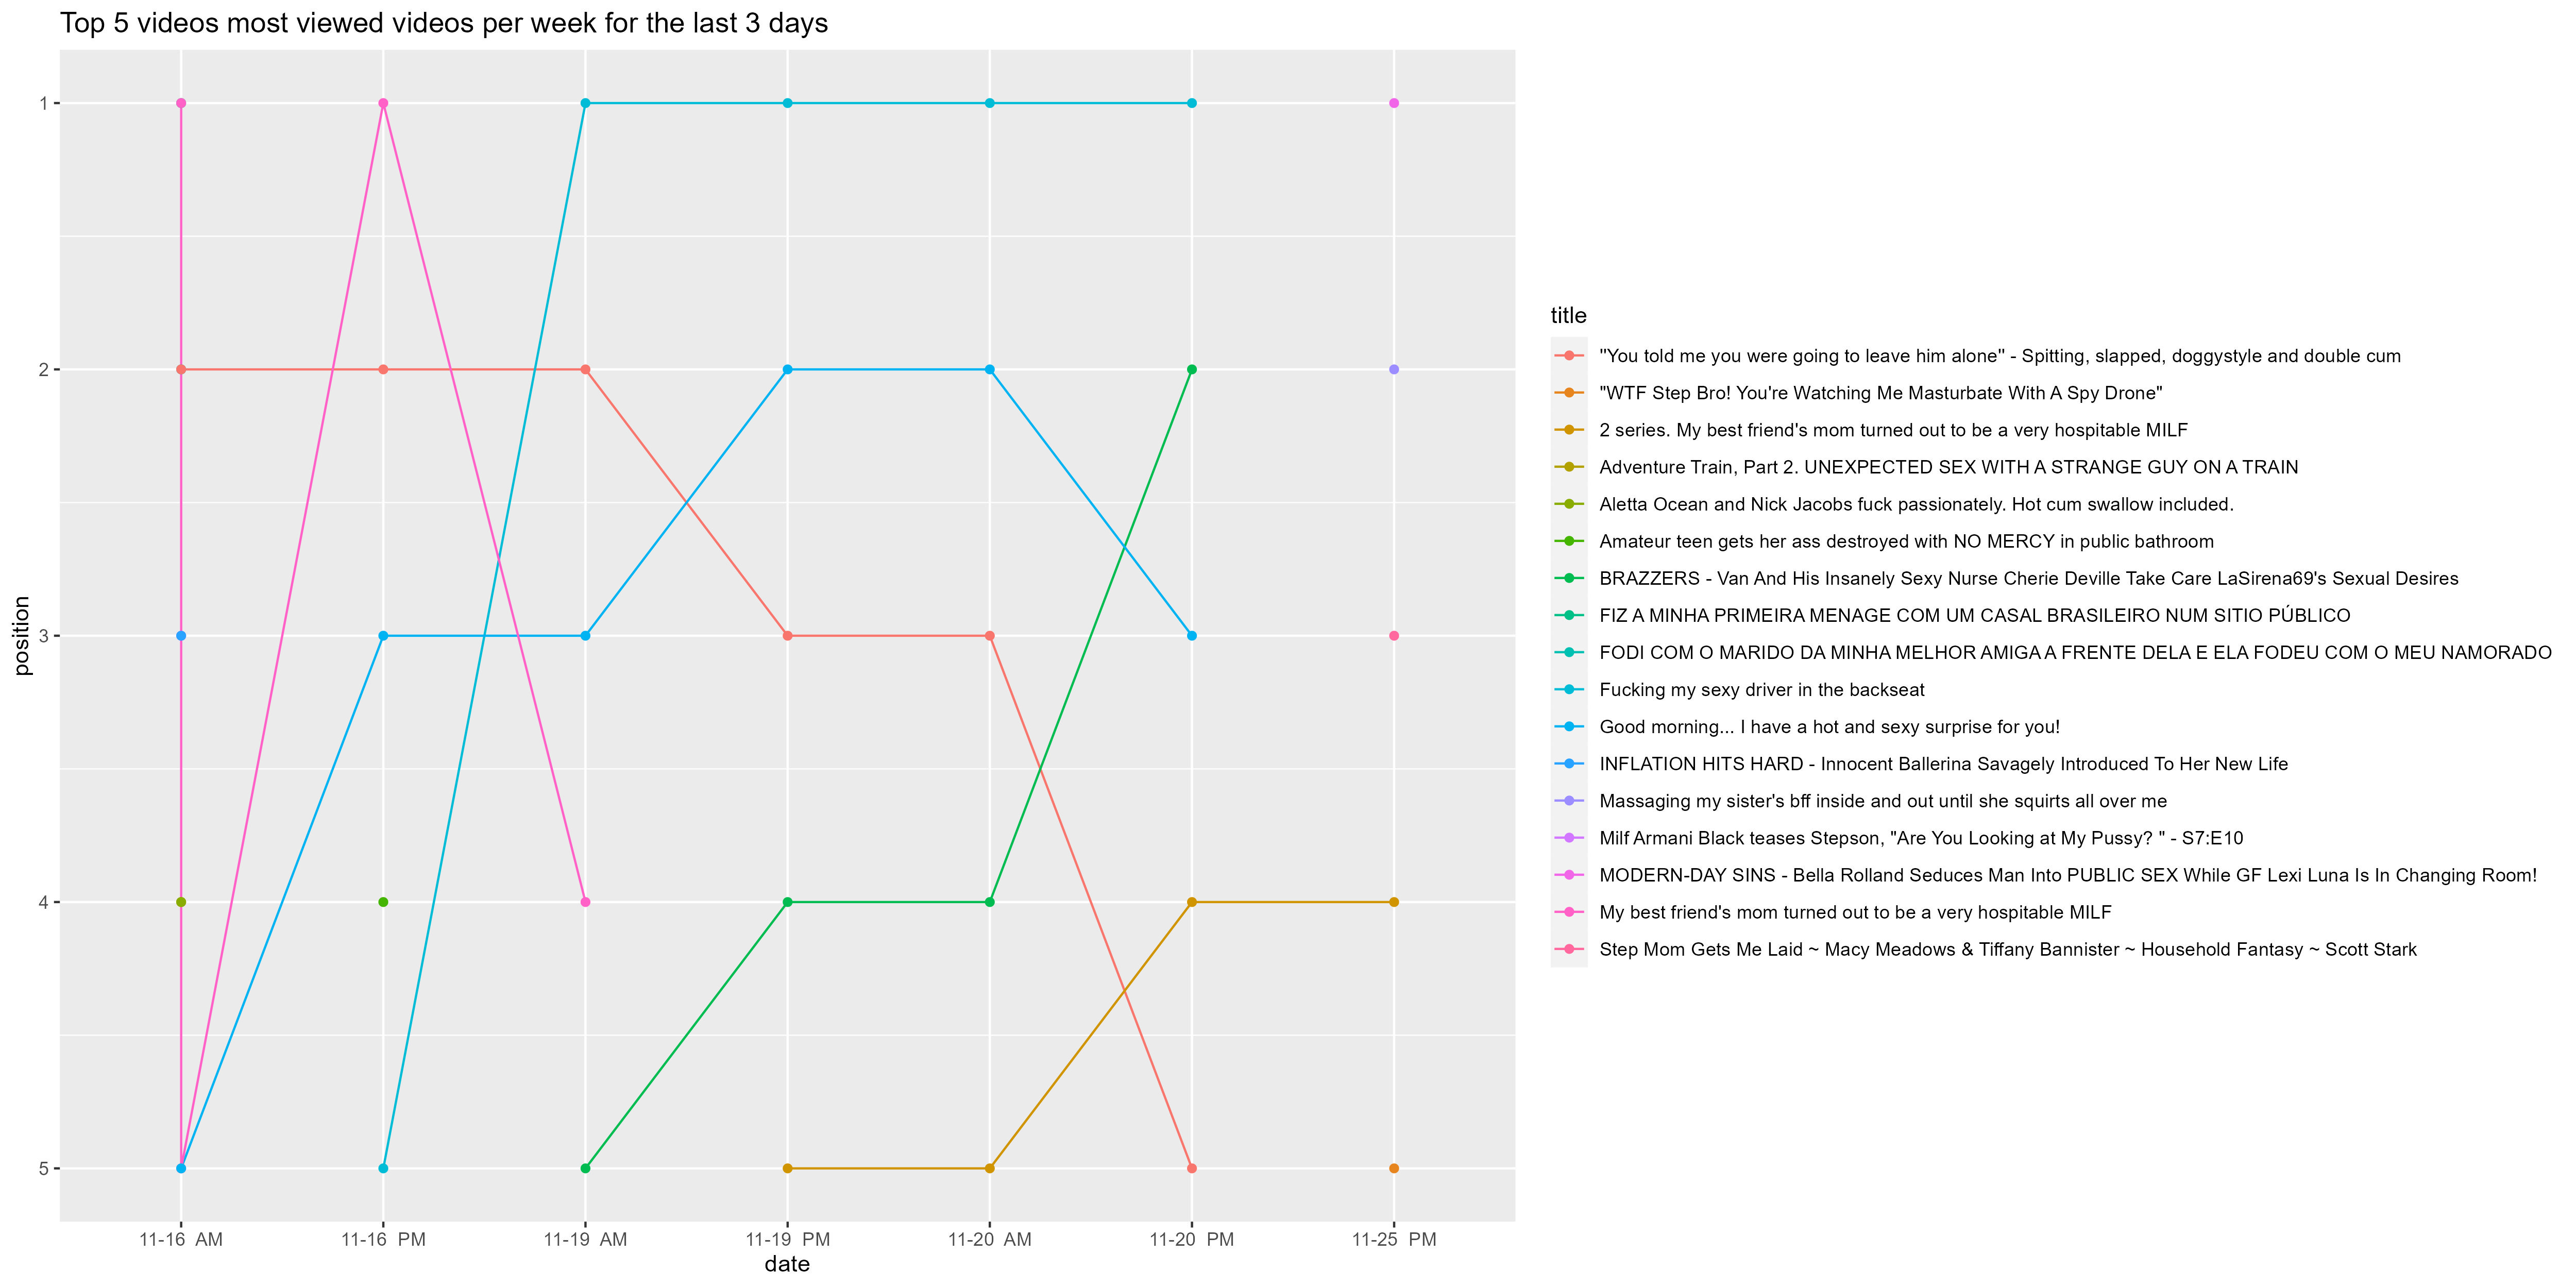 Top 5 videos most viewed videos per week for the last 3 days
position
1
2
3
4
5
11-16 AM
11-16 PM
11-19 AM
11-19 PM
11-20 AM
11-20 PM
11-25 PM
date
title
"You told me you were going to leave him alone" - Spitting, slapped, doggystyle and double cum
"WTF Step Bro! You're Watching Me Masturbate With A Spy Drone"
2 series. My best friend's mom turned out to be a very hospitable MILF
Adventure Train, Part 2. UNEXPECTED SEX WITH A STRANGE GUY ON A TRAIN
Aletta Ocean and Nick Jacobs fuck passionately. Hot cum swallow included.
Amateur teen gets her ass destroyed with NO MERCY in public bathroom
BRAZZERS - Van And His Insanely Sexy Nurse Cherie Deville Take Care LaSirena69's Sexual Desires
FIZ A MINHA PRIMEIRA MENAGE COM UM CASAL BRASILEIRO NUM SITIO PÚBLICO
FODI COM O MARIDO DA MINHA MELHOR AMIGA A FRENTE DELA E ELA FODEU COM O MEU NAMORADO
Fucking my sexy driver in the backseat
Good morning... I have a hot and sexy surprise for you!
INFLATION HITS HARD - Innocent Ballerina Savagely Introduced To Her New Life
Massaging my sister's bff inside and out until she squirts all over me
Milf Armani Black teases Stepson, "Are You Looking at My Pussy? " - S7:E10
MODERN-DAY SINS - Bella Rolland Seduces Man Into PUBLIC SEX While GF Lexi Luna Is In Changing Room!
My best friend's mom turned out to be a very hospitable MILF
Step Mom Gets Me Laid ~ Macy Meadows & Tiffany Bannister ~ Household Fantasy ~ Scott Stark